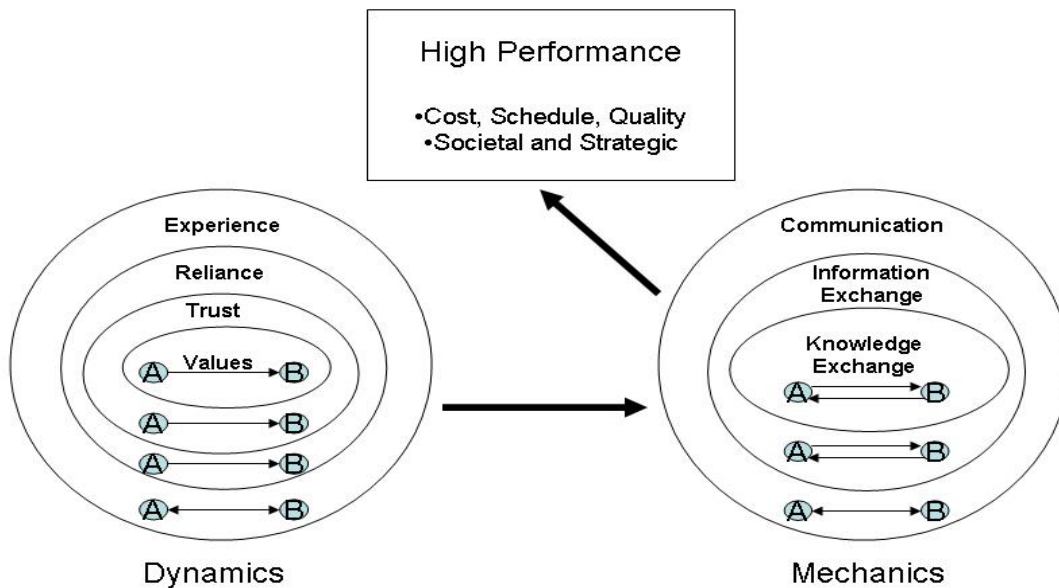 High Performance
•Cost, Schedule, Quality
•Societal and Strategic
Experience
Reliance
Trust
Values
A B
A B
A B
A B
Dynamics
Communication
Information
Exchange
Knowledge
Exchange
A B
A B
A B
Mechanics